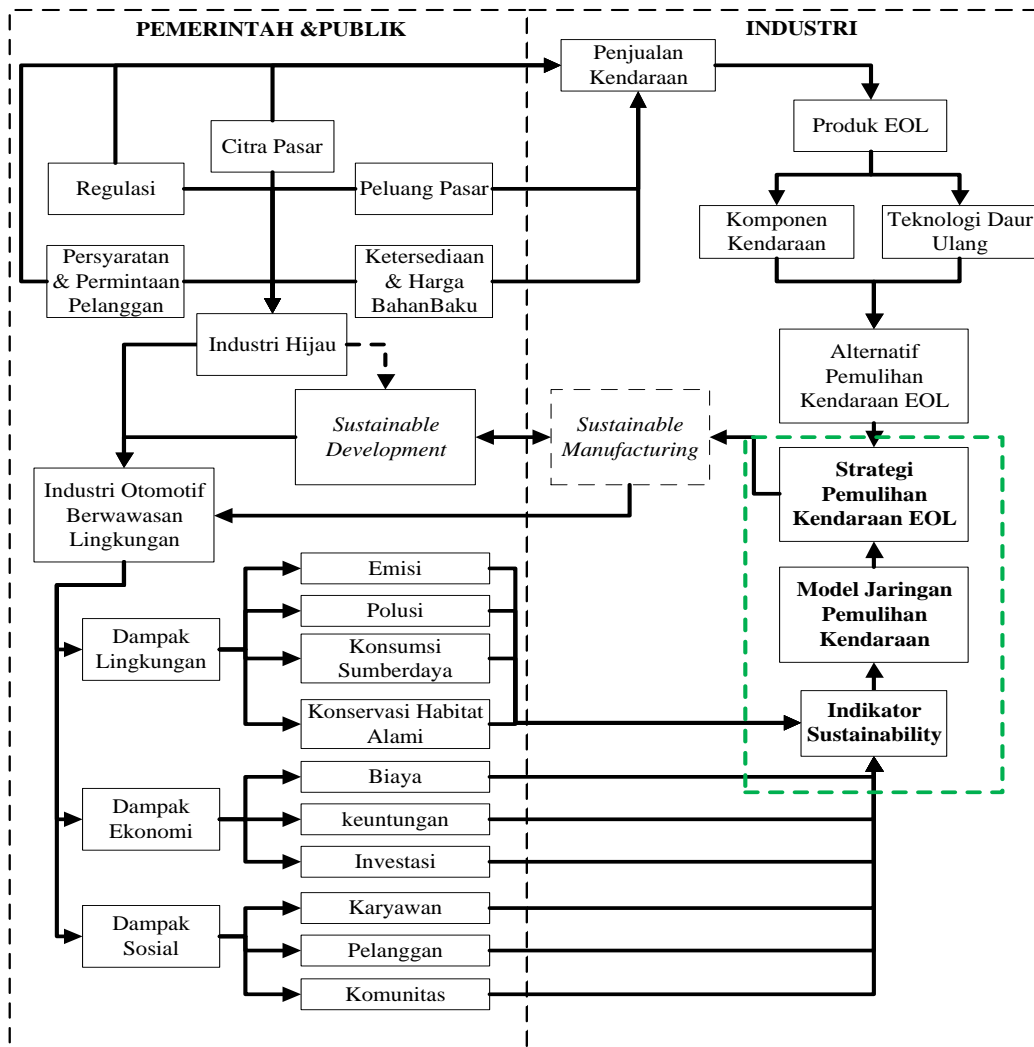 PEMERINTAH &PUBLIK
INDUSTRI
Penjualan
Kendaraan
Produk EOL
Citra Pasar
Regulasi
Peluang Pasar
Komponen
Kendaraan
Teknologi Daur
Ulang
Persyaratan
& Permintaan
Pelanggan
Ketersediaan
& Harga
BahanBaku
Industri Hijau
Alternatif
Pemulihan
Kendaraan EOL
Sustainable
Development
Sustainable
Manufacturing
Strategi
Pemulihan
Kendaraan EOL
Industri Otomotif
Berwawasan
Lingkungan
Emisi
Polusi
Model Jaringan
Pemulihan
Kendaraan
Dampak
Lingkungan
Konsumsi
Sumberdaya
Konservasi Habitat
Alami
Indikator
Sustainability
Biaya
Dampak
Ekonomi
keuntungan
Investasi
Karyawan
Dampak
Sosial
Pelanggan
Komunitas